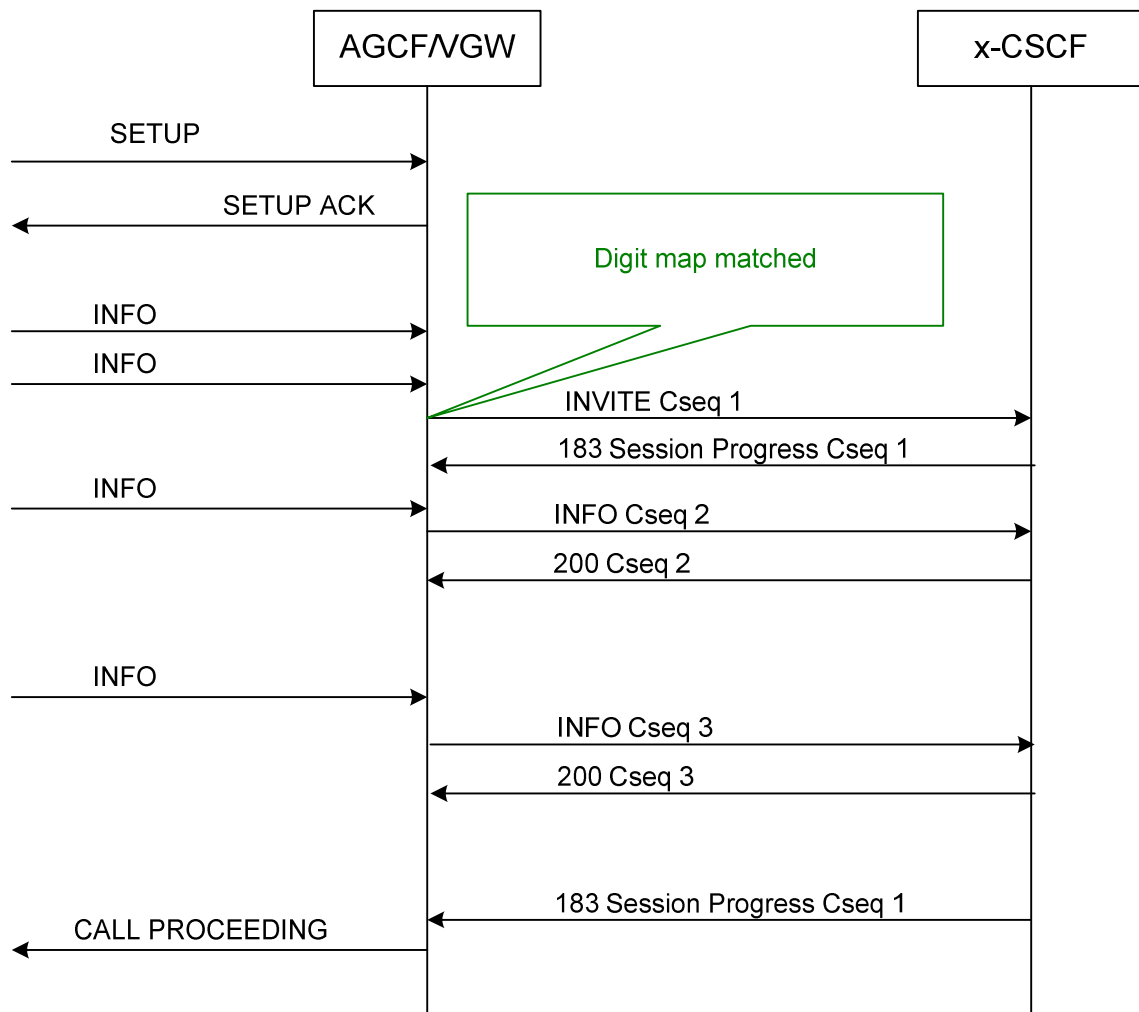 AGCF/VGW
x-CSCF
SETUP
SETUP ACK
Digit map matched
INFO
INFO
INVITE Cseq 1
183 Session Progress Cseq 1
INFO
INFO Cseq 2
200 Cseq 2
INFO
INFO Cseq 3
200 Cseq 3
183 Session Progress Cseq 1
CALL PROCEEDING